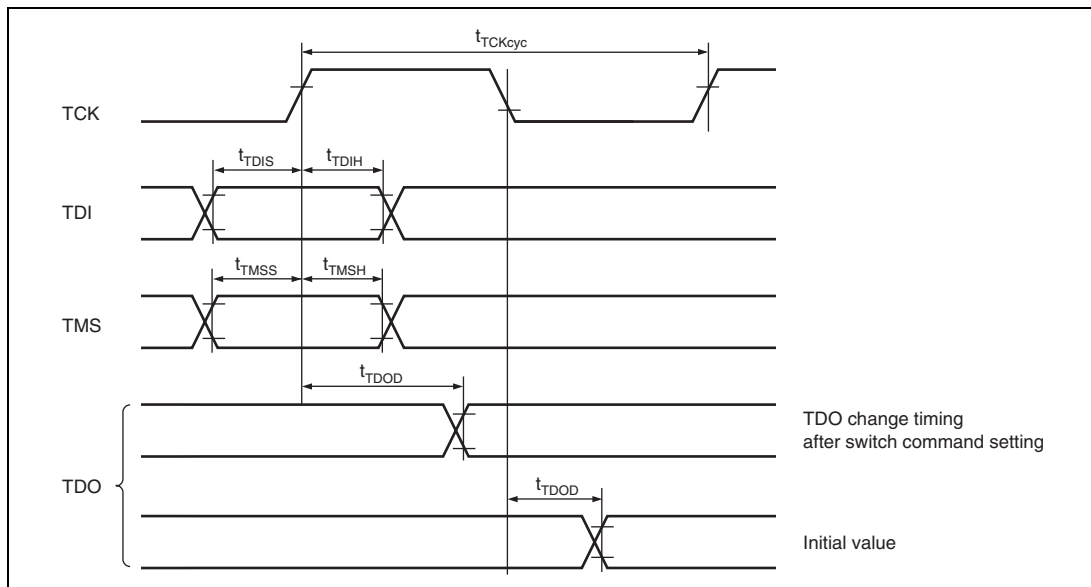 tTCKcyc
TCK
tTDIS tTDIH
TDI
tTMSS tTMSH
TMS
tTDOD
TDO change timing
after switch command setting
TDO
tTDOD
Initial value